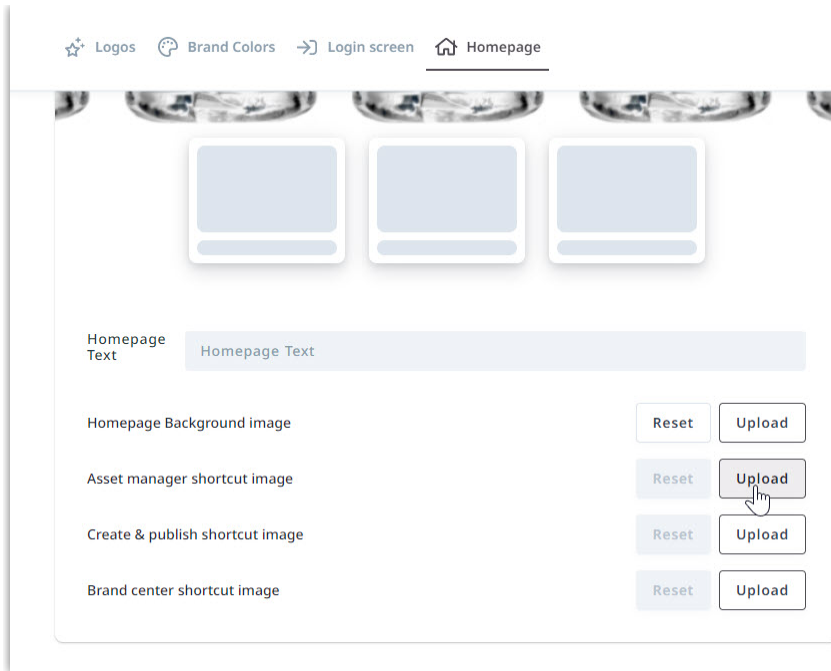 Logos
Brand Colors
Login screen
Homepage
Homepage
Text
Homepage Text
Homepage Background image
Reset
Upload
Asset manager shortcut image
Reset
Upload
Create & publish shortcut image
Reset
Upload
Brand center shortcut image
Reset
Upload